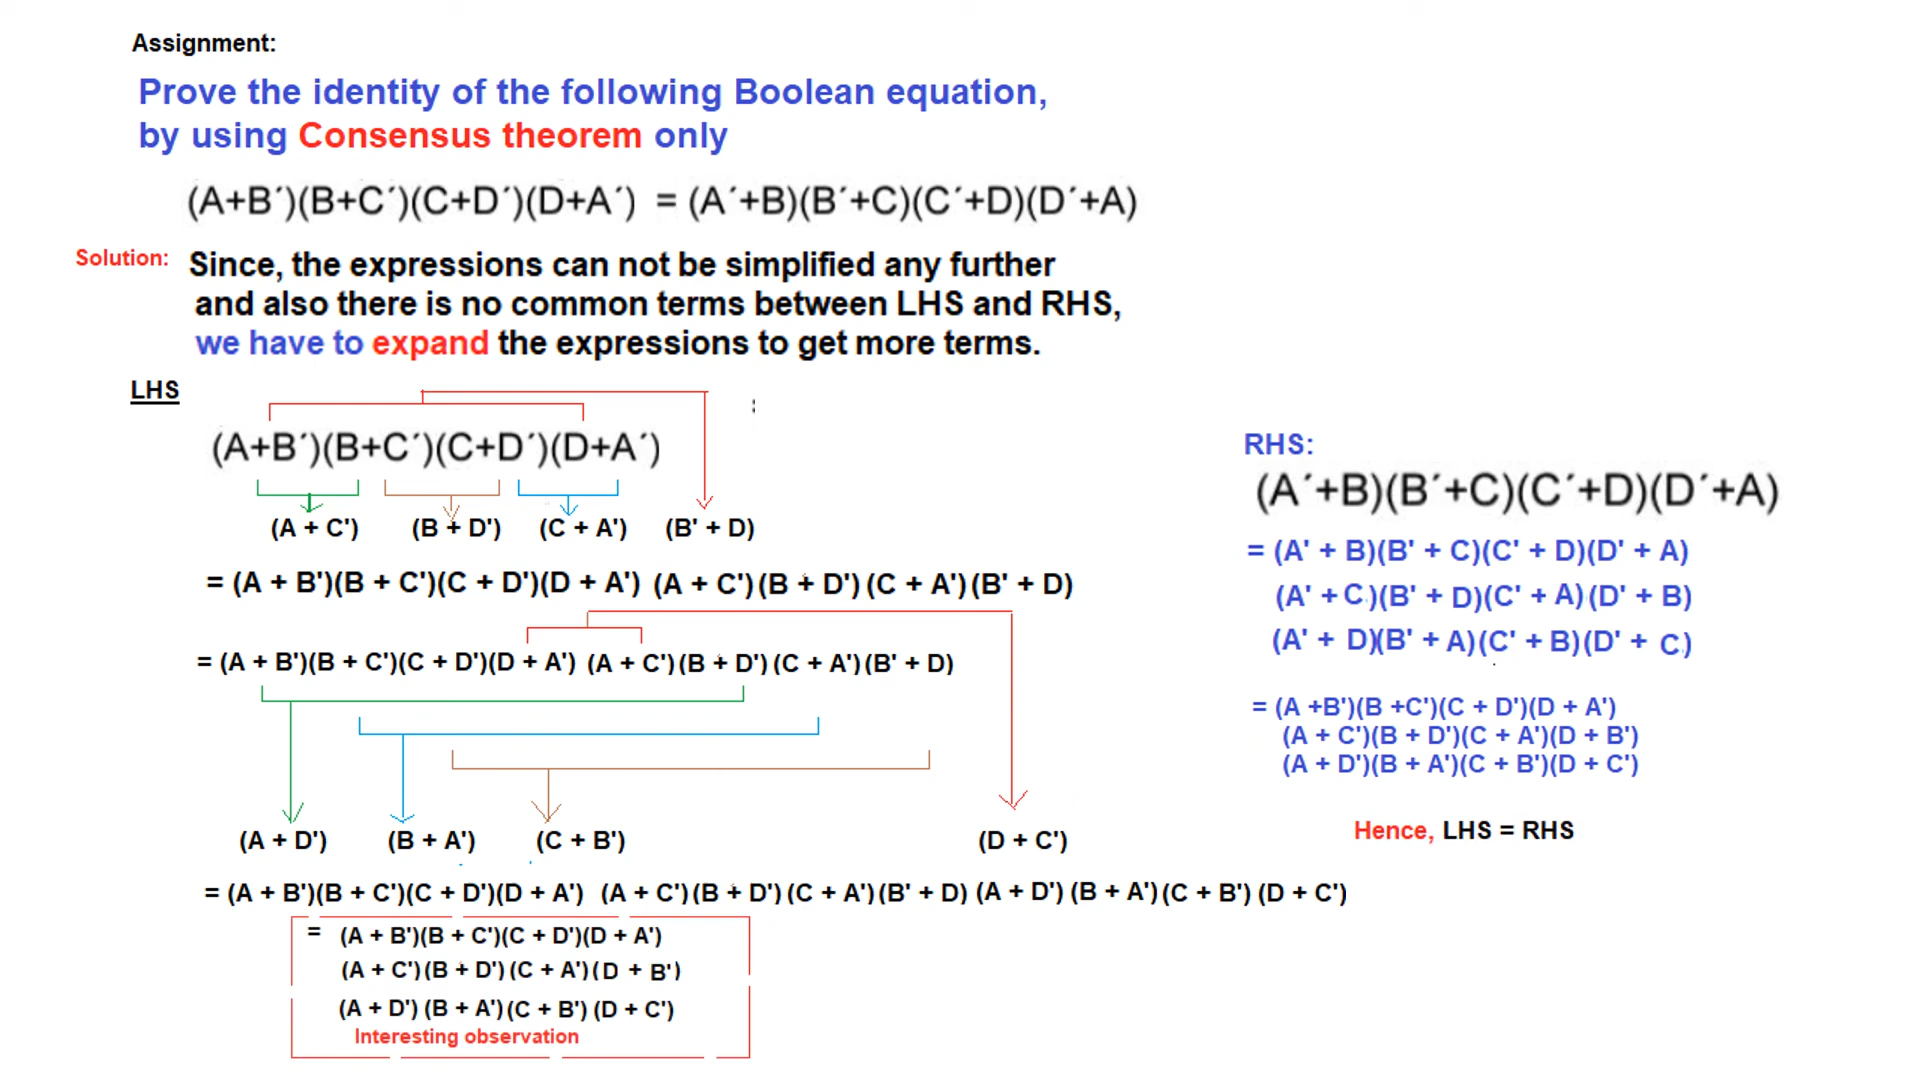 Assignment:
Prove the identity of the following Boolean equation,
by using Consensus theorem only
(A+B´)(B+C´)(C+D´)(D+A´) = (A´+B)(B´+C)(C´+D)(D´+A)
Solution: Since, the expressions can not be simplified any further
and also there is no common terms between LHS and RHS,
we have to expand the expressions to get more terms.
LHS
(A+B´)(B+C´)(C+D´)(D+A´)
(A + C') (B + D') (C + A') (B' + D)
= (A + B')(B + C')(C + D')(D + A') (A + C')(B + D')(C + A')(B' + D)
= (A + B')(B + C')(C + D')(D + A') (A + C')(B + D')(C + A')(B' + D)
(A + D') (B + A') (C + B') (D + C')
= (A + B')(B + C')(C + D')(D + A') (A + C')(B + D')(C + A')(B' + D) (A + D') (B + A')(C + B') (D + C')
= (A + B')(B + C')(C + D')(D + A')
(A + C')(B + D')(C + A')(D + B')
(A + D') (B + A')(C + B') (D + C')
Interesting observation
RHS:
(A´+B)(B´+C)(C´+D)(D´+A)
= (A' + B)(B' + C)(C' + D)(D' + A)
(A' + C)(B' + D)(C' + A)(D' + B)
(A' + D)(B' + A)(C' + B)(D' + C)
= (A +B')(B +C')(C + D')(D + A')
(A + C')(B + D')(C + A')(D + B')
(A + D')(B + A')(C + B')(D + C')
Hence, LHS = RHS